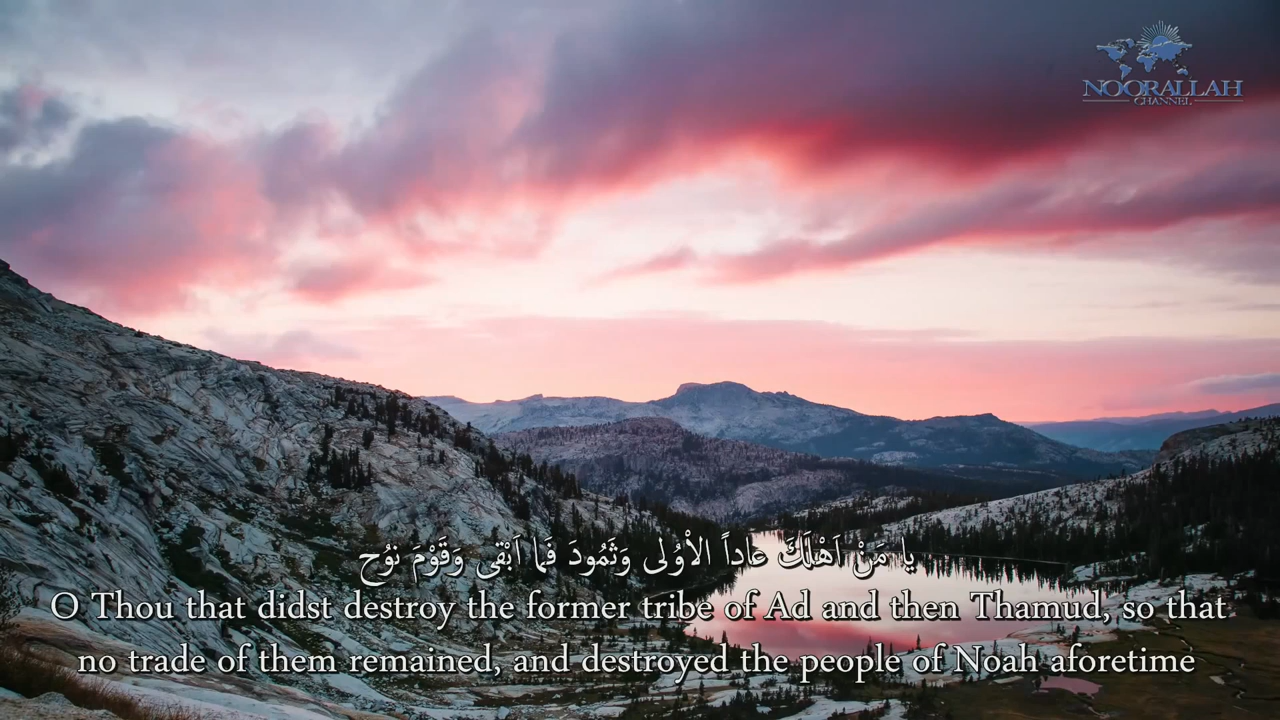 NOORALLAH
CHANNEL
يا مَنْ اَهْلَكَ عاداً الاْوُلى وَثَمُودَ فَما اَبْقى وَقَوْمَ نوُح
O Thou that didst destroy the former tribe of Ad and then Thamud, so that
no trade of them remained, and destroyed the people of Noah aforetime